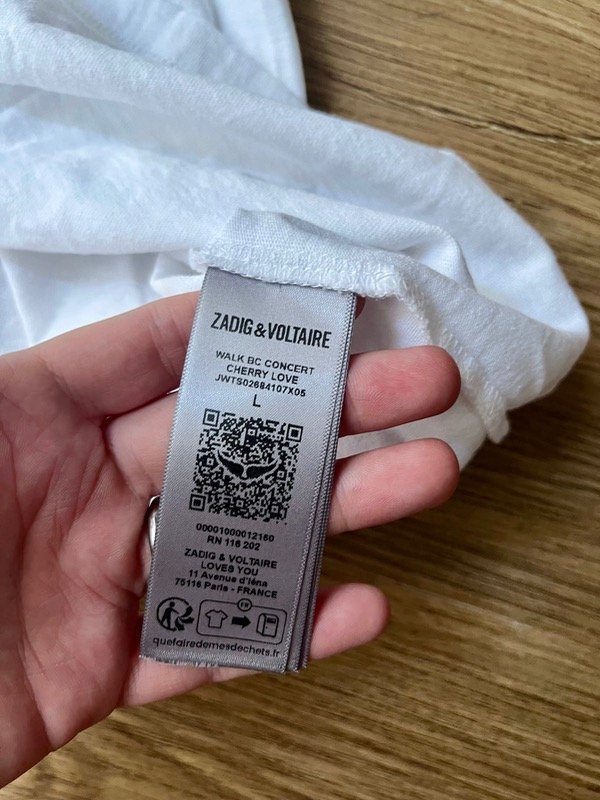 ZADIG & VOLTAIRE
WALK BC CONCERT
CHERRY LOVE
JWTS02684107X05
L
00001000012160
RN 116 202
ZADIG & VOLTAIRE
LOVES YOU
11 Avenue d'Iéna
75116 Paris - FRANCE
FR
quefairedemesdechets.fr